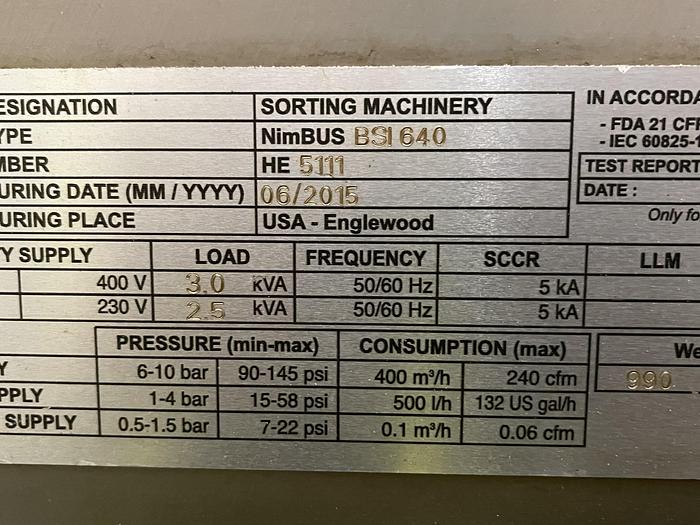 ESIGNATION SORTING MACHINERY
YPE NimBUS BSI 640
MBER HE 5111
URING DATE (MM / YYYY) 06/2015
URING PLACE USA - Englewood
IN ACCORDA
- FDA 21 CFR
- IEC 60825-1
TEST REPORT
DATE :
Only fo
Y SUPPLY LOAD FREQUENCY SCCR LLM
400 V 3.0 kVA 50/60 Hz 5 kA
230 V 2.5 kVA 50/60 Hz 5 kA
PRESSURE (min-max) CONSUMPTION (max) We
Y 6-10 bar 90-145 psi 400 m³/h 240 cfm 990
PPLY 1-4 bar 15-58 psi 500 l/h 132 US gal/h
SUPPLY 0.5-1.5 bar 7-22 psi 0.1 m³/h 0.06 cfm